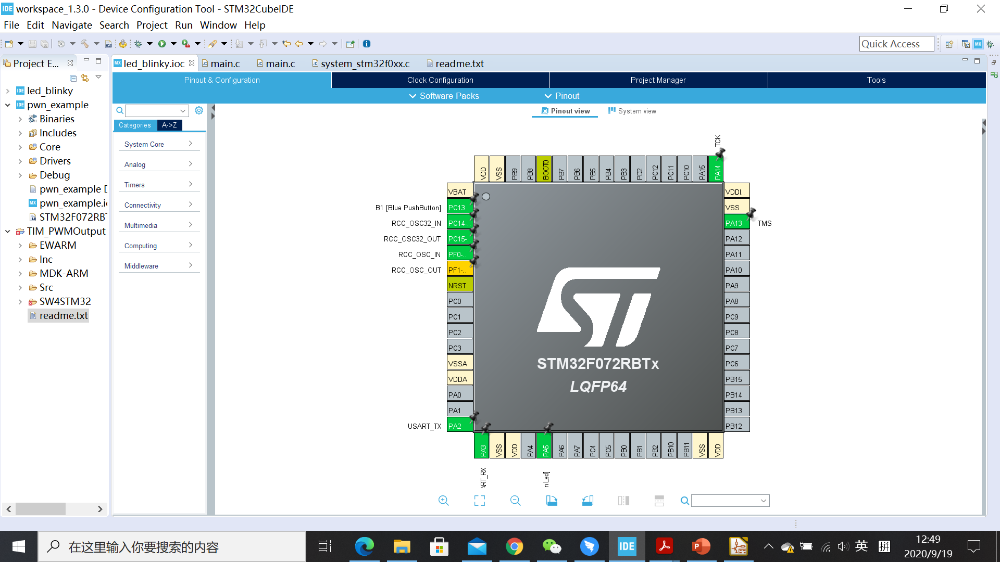 IDE workspace_1.3.0 - Device Configuration Tool - STM32CubeIDE
File Edit Navigate Search Project Run Window Help
Quick Access
Project E...
MX led_blinky.ioc
main.c
main.c
system_stm32f0xx.c
readme.txt
IDE led_blinky
IDE pwn_example
Binaries
Includes
Core
Drivers
Debug
pwn_example D
MX pwn_example.i
STM32F072RB
TIM_PWMOutput
EWARM
Inc
MDK-ARM
Src
SW4STM32
readme.txt
Pinout & Configuration
Clock Configuration
Project Manager
Tools
Software Packs
Pinout
Pinout view
System view
Categories
A->Z
System Core
Analog
Timers
Connectivity
Multimedia
Computing
Middleware
TCK
VDD
VSS
PB9
PB8
BOOT0
PB7
PB6
PB5
PB4
PB3
PD2
PC12
PC11
PC10
PA15
PA14
VBAT
B1 [Blue PushButton] PC13
RCC_OSC32_IN PC14-..
RCC_OSC32_OUT PC15-..
RCC_OSC_IN PF0-..
RCC_OSC_OUT PF1-..
NRST
PC0
PC1
PC2
PC3
VSSA
VDDA
PA0
PA1
USART_TX PA2
ST
STM32F072RBTx
LQFP64
VDDI..
VSS
PA13 TMS
PA12
PA11
PA10
PA9
PA8
PC9
PC8
PC7
PC6
PB15
PB14
PB13
PB12
PA3
VSS
VDD
PA4
PA5
PA6
PA7
PC4
PC5
PB0
PB1
PB2
PB10
PB11
VSS
VDD
ART_RX
n Led]
在这里输入你要搜索的内容
IDE
英
拼
12:49
2020/9/19